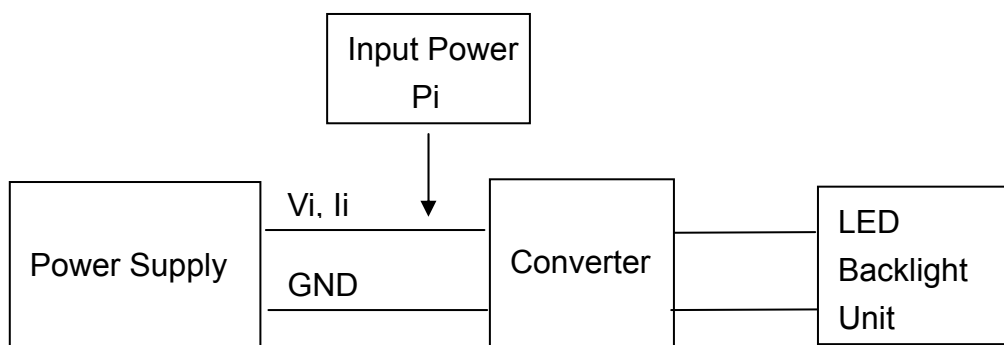 Input Power
Pi
Vi, Ii
GND
Power Supply
Converter
LED
Backlight
Unit